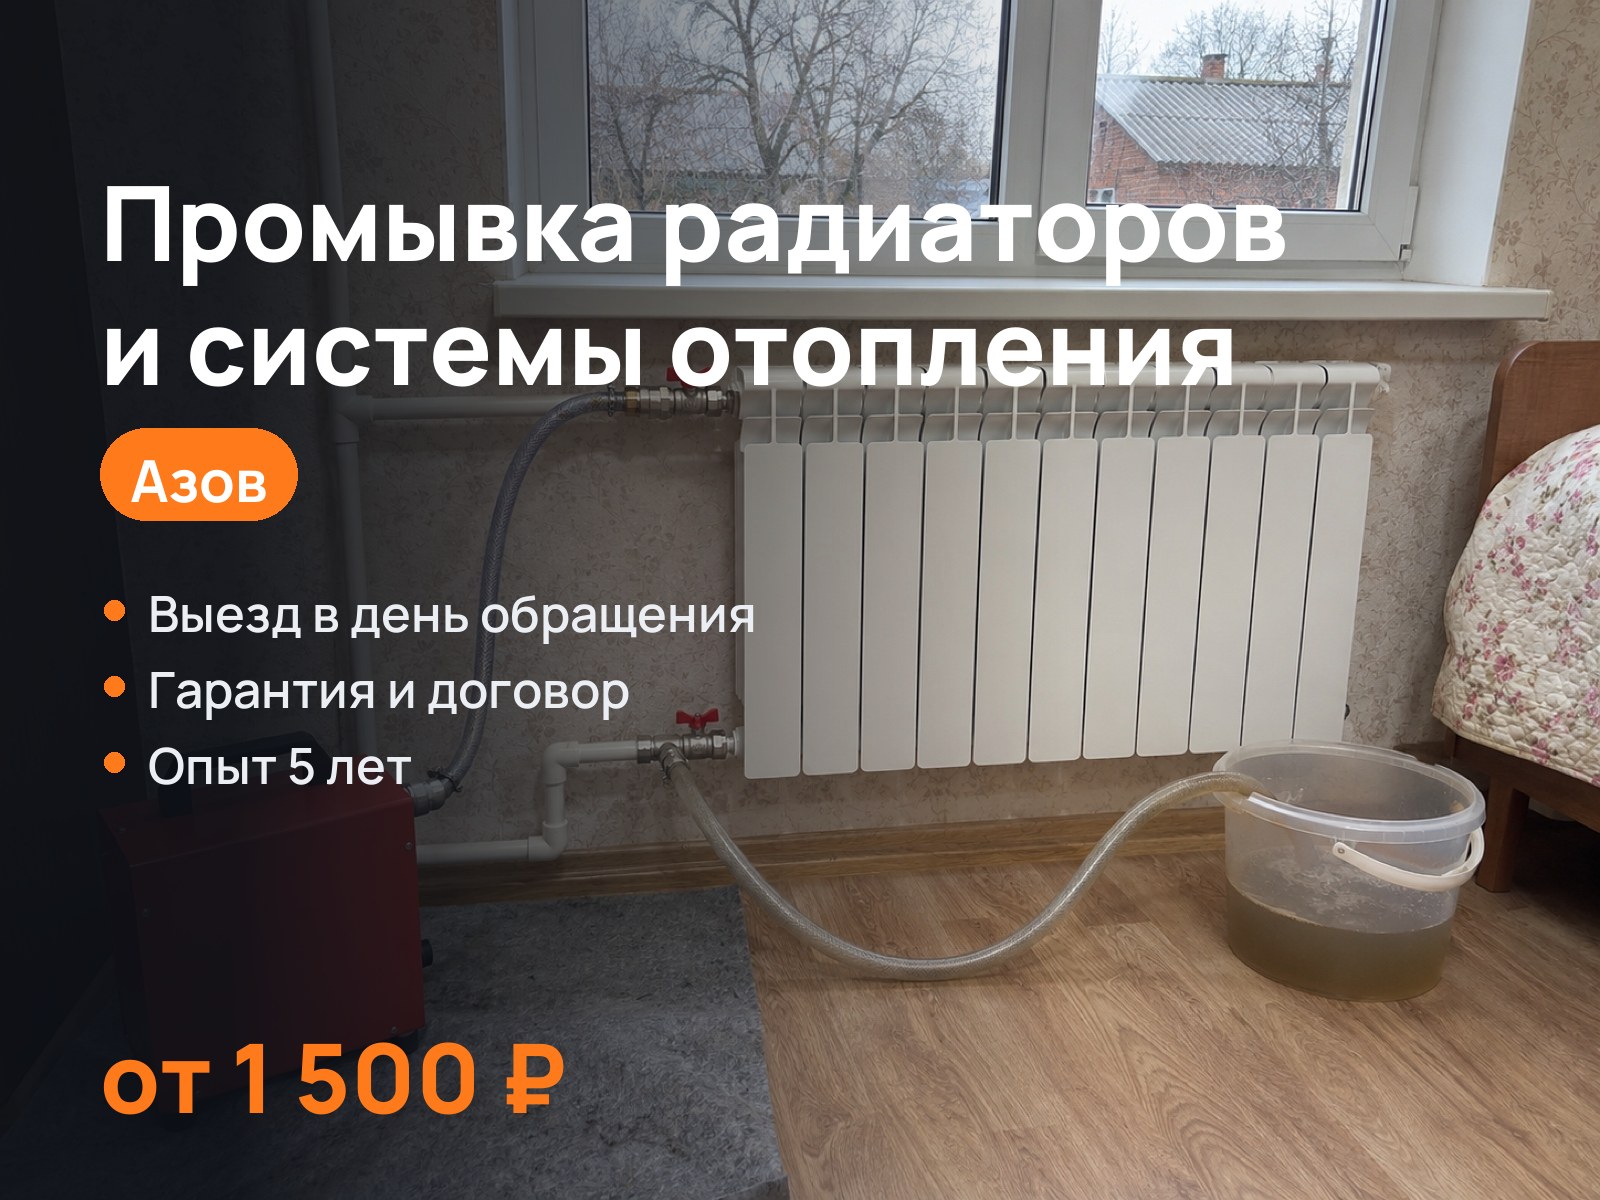 Промывка радиаторов
и системы отопления
Азов
Выезд в день обращения
Гарантия и договор
Опыт 5 лет
от 1 500 ₽